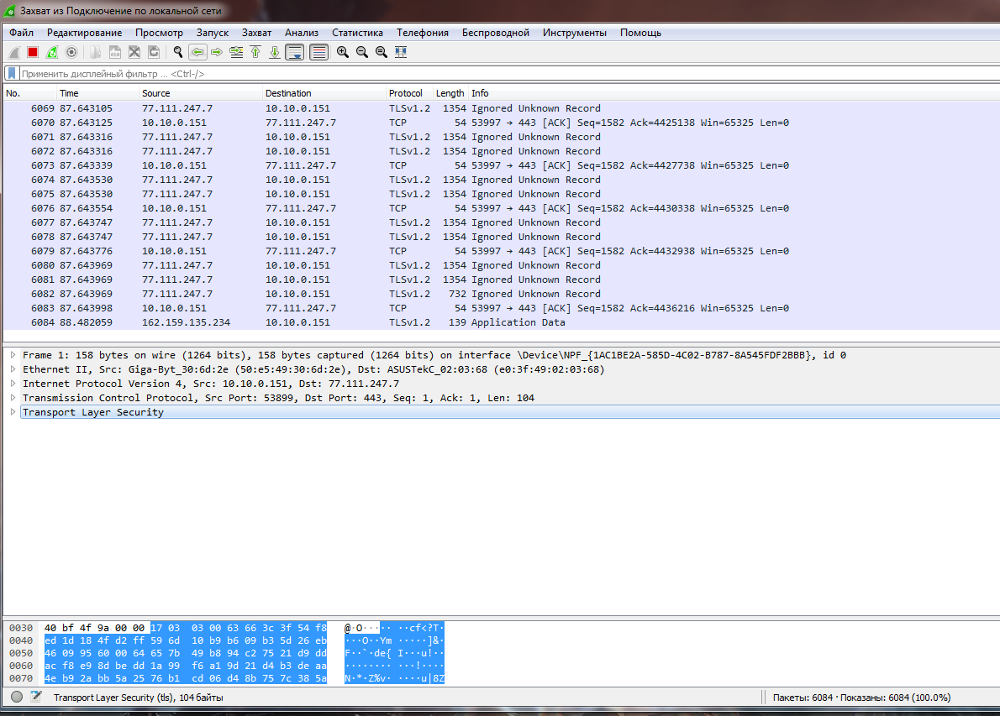 Захват из Подключение по локальной сети
Файл Редактирование Просмотр Запуск Захват Анализ Статистика Телефония Беспроводной Инструменты Помощь
Применить дисплейный фильтр ... <Ctrl-/>
No. Time Source Destination Protocol Length Info
6069 87.643105 77.111.247.7 10.10.0.151 TLSv1.2 1354 Ignored Unknown Record
6070 87.643125 10.10.0.151 77.111.247.7 TCP 54 53997 → 443 [ACK] Seq=1582 Ack=4425138 Win=65325 Len=0
6071 87.643316 77.111.247.7 10.10.0.151 TLSv1.2 1354 Ignored Unknown Record
6072 87.643316 77.111.247.7 10.10.0.151 TLSv1.2 1354 Ignored Unknown Record
6073 87.643339 10.10.0.151 77.111.247.7 TCP 54 53997 → 443 [ACK] Seq=1582 Ack=4427738 Win=65325 Len=0
6074 87.643530 77.111.247.7 10.10.0.151 TLSv1.2 1354 Ignored Unknown Record
6075 87.643530 77.111.247.7 10.10.0.151 TLSv1.2 1354 Ignored Unknown Record
6076 87.643554 10.10.0.151 77.111.247.7 TCP 54 53997 → 443 [ACK] Seq=1582 Ack=4430338 Win=65325 Len=0
6077 87.643747 77.111.247.7 10.10.0.151 TLSv1.2 1354 Ignored Unknown Record
6078 87.643747 77.111.247.7 10.10.0.151 TLSv1.2 1354 Ignored Unknown Record
6079 87.643776 10.10.0.151 77.111.247.7 TCP 54 53997 → 443 [ACK] Seq=1582 Ack=4432938 Win=65325 Len=0
6080 87.643969 77.111.247.7 10.10.0.151 TLSv1.2 1354 Ignored Unknown Record
6081 87.643969 77.111.247.7 10.10.0.151 TLSv1.2 1354 Ignored Unknown Record
6082 87.643969 77.111.247.7 10.10.0.151 TLSv1.2 732 Ignored Unknown Record
6083 87.643998 10.10.0.151 77.111.247.7 TCP 54 53997 → 443 [ACK] Seq=1582 Ack=4436216 Win=65325 Len=0
6084 88.482059 162.159.135.234 10.10.0.151 TLSv1.2 139 Application Data
Frame 1: 158 bytes on wire (1264 bits), 158 bytes captured (1264 bits) on interface \Device\NPF_{1AC1BE2A-585D-4C02-B787-8A545FDF2BBB}, id 0
Ethernet II, Src: Giga-Byt_30:6d:2e (50:e5:49:30:6d:2e), Dst: ASUSTekC_02:03:68 (e0:3f:49:02:03:68)
Internet Protocol Version 4, Src: 10.10.0.151, Dst: 77.111.247.7
Transmission Control Protocol, Src Port: 53899, Dst Port: 443, Seq: 1, Ack: 1, Len: 104
Transport Layer Security
0030 40 bf 4f 9a 00 00 17 03 03 00 63 66 3c 3f 54 f8 @·O····· ··cf<?T·
0040 ed 1d 18 4f d2 ff 59 6d 10 b9 b6 09 b3 5d 26 eb ···O··Ym ·····]&·
0050 46 09 95 60 00 64 65 7b 49 b8 94 c2 75 21 d9 dd F··`·de{ I···u!··
0060 ac f8 e9 8d be dd 1a 99 f6 a1 9d 21 d4 b3 de aa ········ ···!····
0070 4e b9 2a bb 5a 25 76 b1 cd 06 d4 8b 75 7c 38 5a N·*·Z%v· ····u|8Z
Transport Layer Security (tls), 104 байты Пакеты: 6084 · Показаны: 6084 (100.0%)